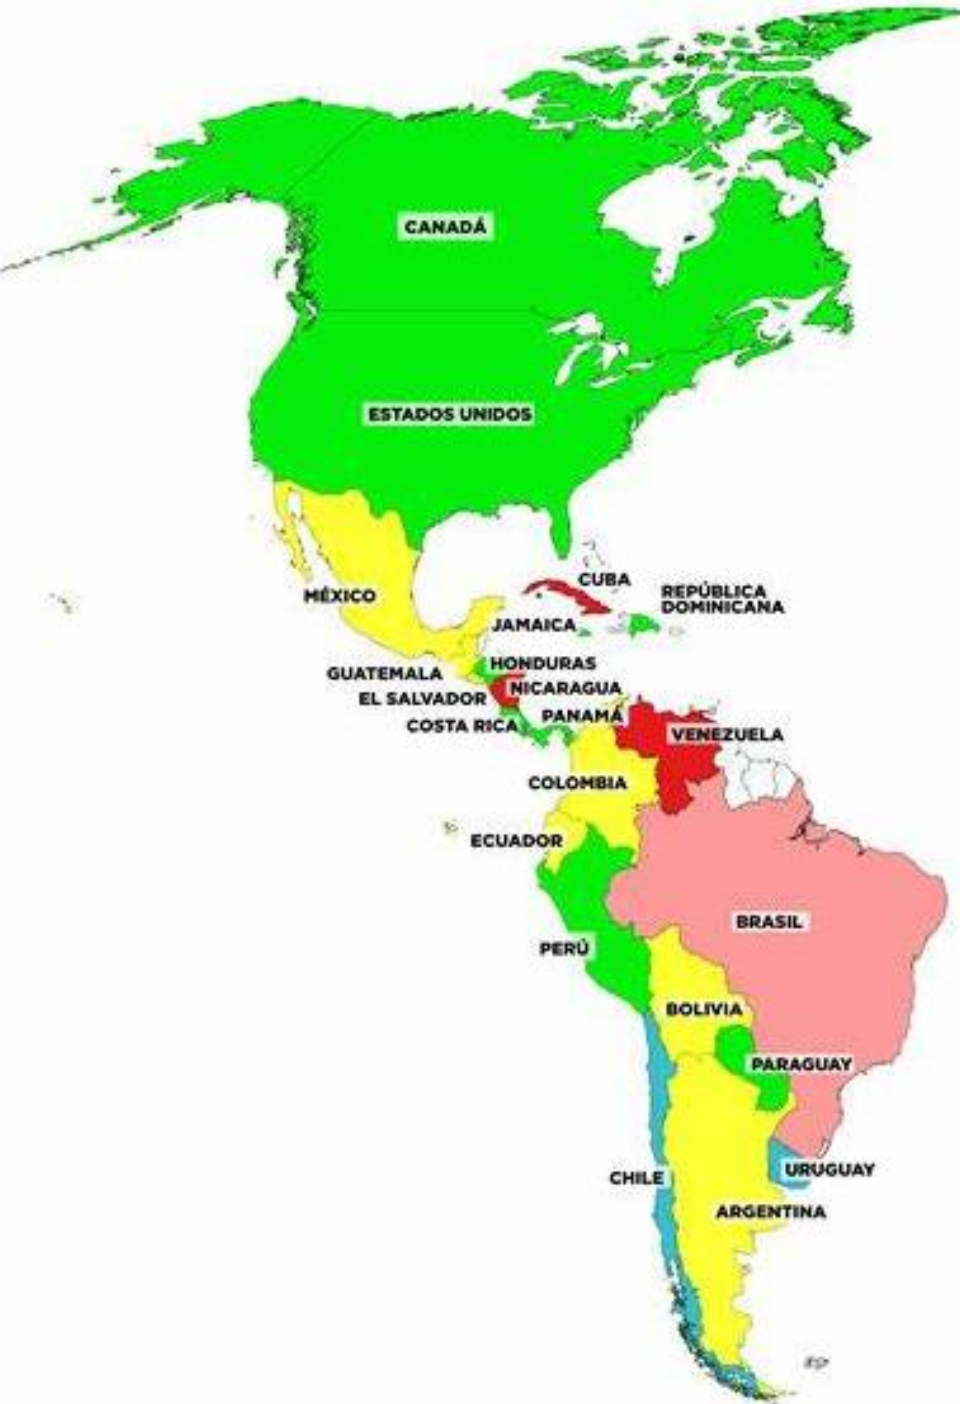 CANADÁ
ESTADOS UNIDOS
MÉXICO
CUBA
REPÚBLICA
DOMINICANA
JAMAICA
HONDURAS
GUATEMALA
NICARAGUA
EL SALVADOR
PANAMÁ
COSTA RICA
VENEZUELA
COLOMBIA
ECUADOR
BRASIL
PERÚ
BOLIVIA
PARAGUAY
URUGUAY
CHILE
ARGENTINA